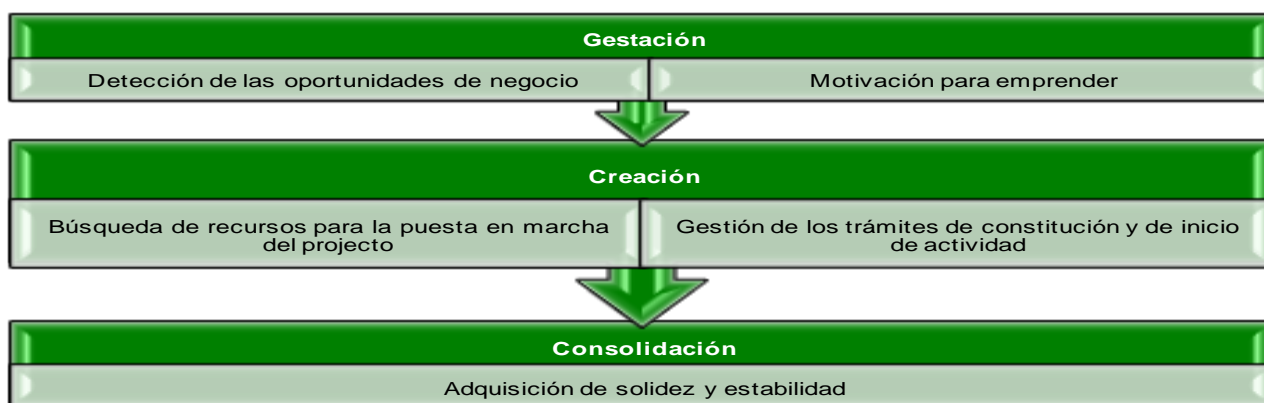 Gestación
Detección de las oportunidades de negocio
Motivación para emprender
Creación
Búsqueda de recursos para la puesta en marcha
del projecto
Gestión de los trámites de constitución y de inicio
de actividad
Consolidación
Adquisición de solidez y estabilidad